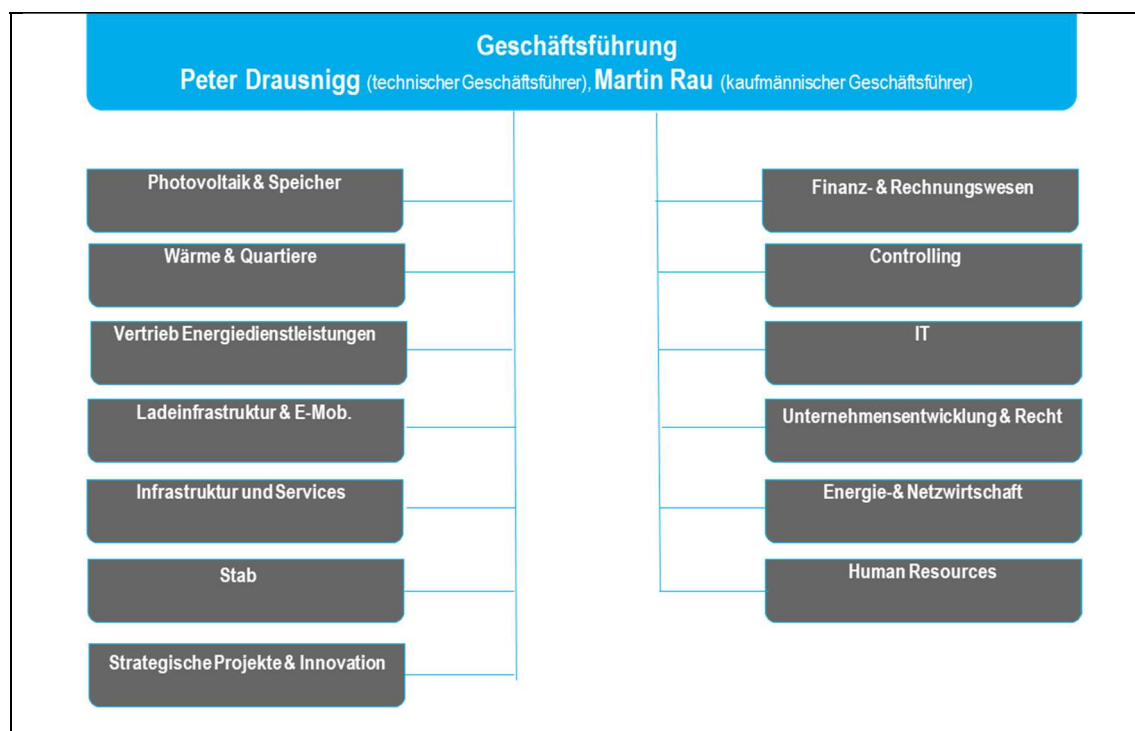 Geschäftsführung
Peter Drausnigg (technischer Geschäftsführer), Martin Rau (kaufmännischer Geschäftsführer)
Photovoltaik & Speicher
Wärme & Quartiere
Vertrieb Energiedienstleistungen
Ladeinfrastruktur & E-Mob.
Infrastruktur und Services
Stab
Strategische Projekte & Innovation
Finanz- & Rechnungswesen
Controlling
IT
Unternehmensentwicklung & Recht
Energie-& Netzwirtschaft
Human Resources